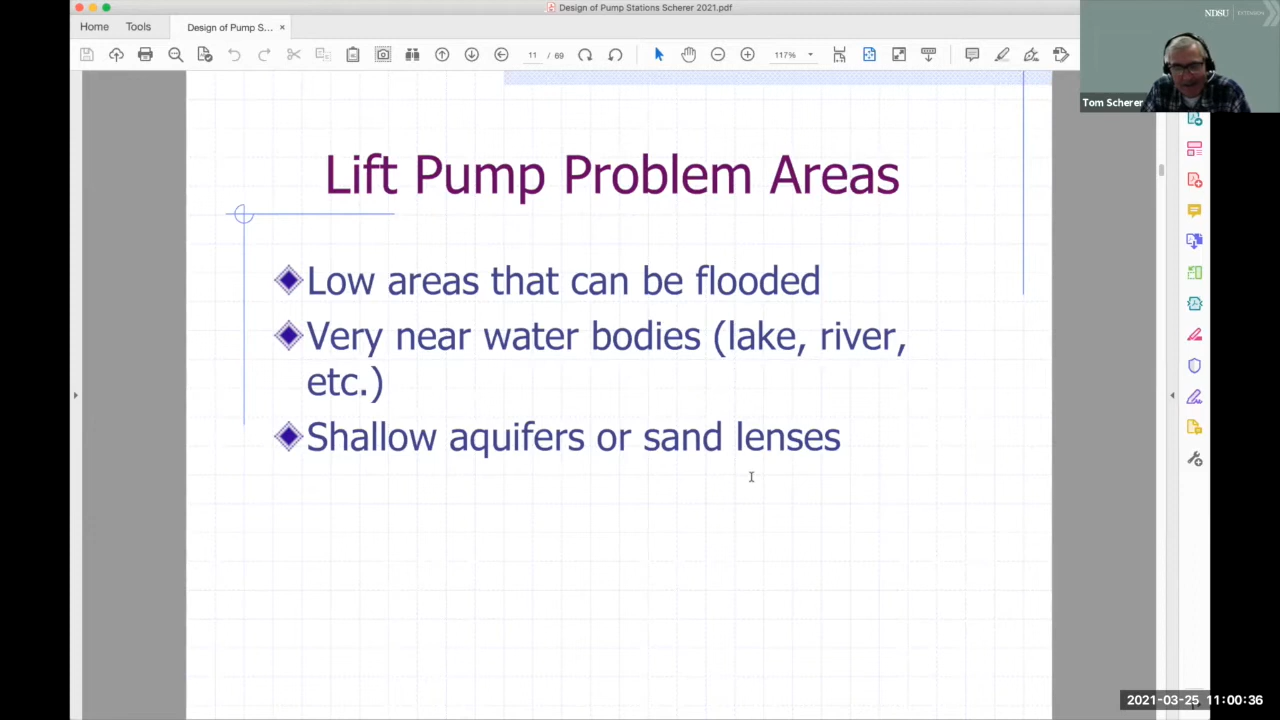 Design of Pump Stations Scherer 2021.pdf
NDSU EXTENSION
Home Tools Design of Pump S... ×
11 / 69 117%
Tom Scherer
Lift Pump Problem Areas
Low areas that can be flooded
Very near water bodies (lake, river,
etc.)
Shallow aquifers or sand lenses
2021-03-25 11:00:36